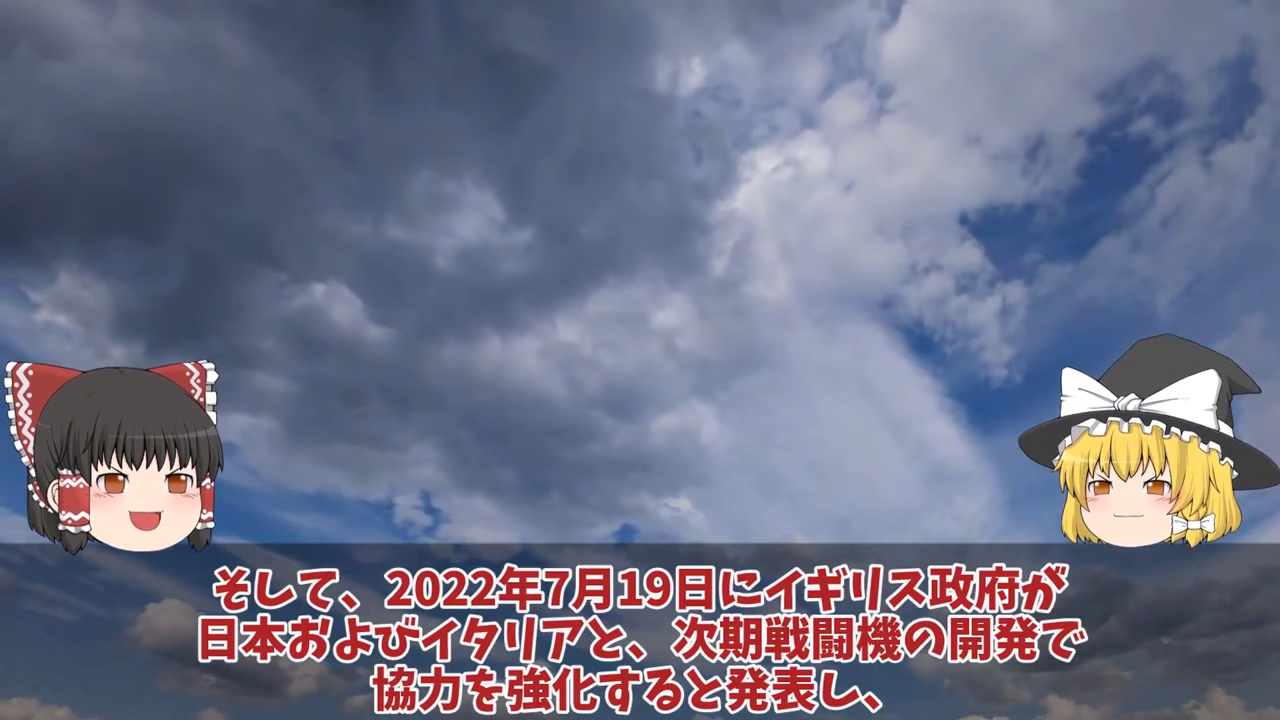 そして、2022年7月19日にイギリス政府が
日本およびイタリアと、次期戦闘機の開発で
協力を強化すると発表し、